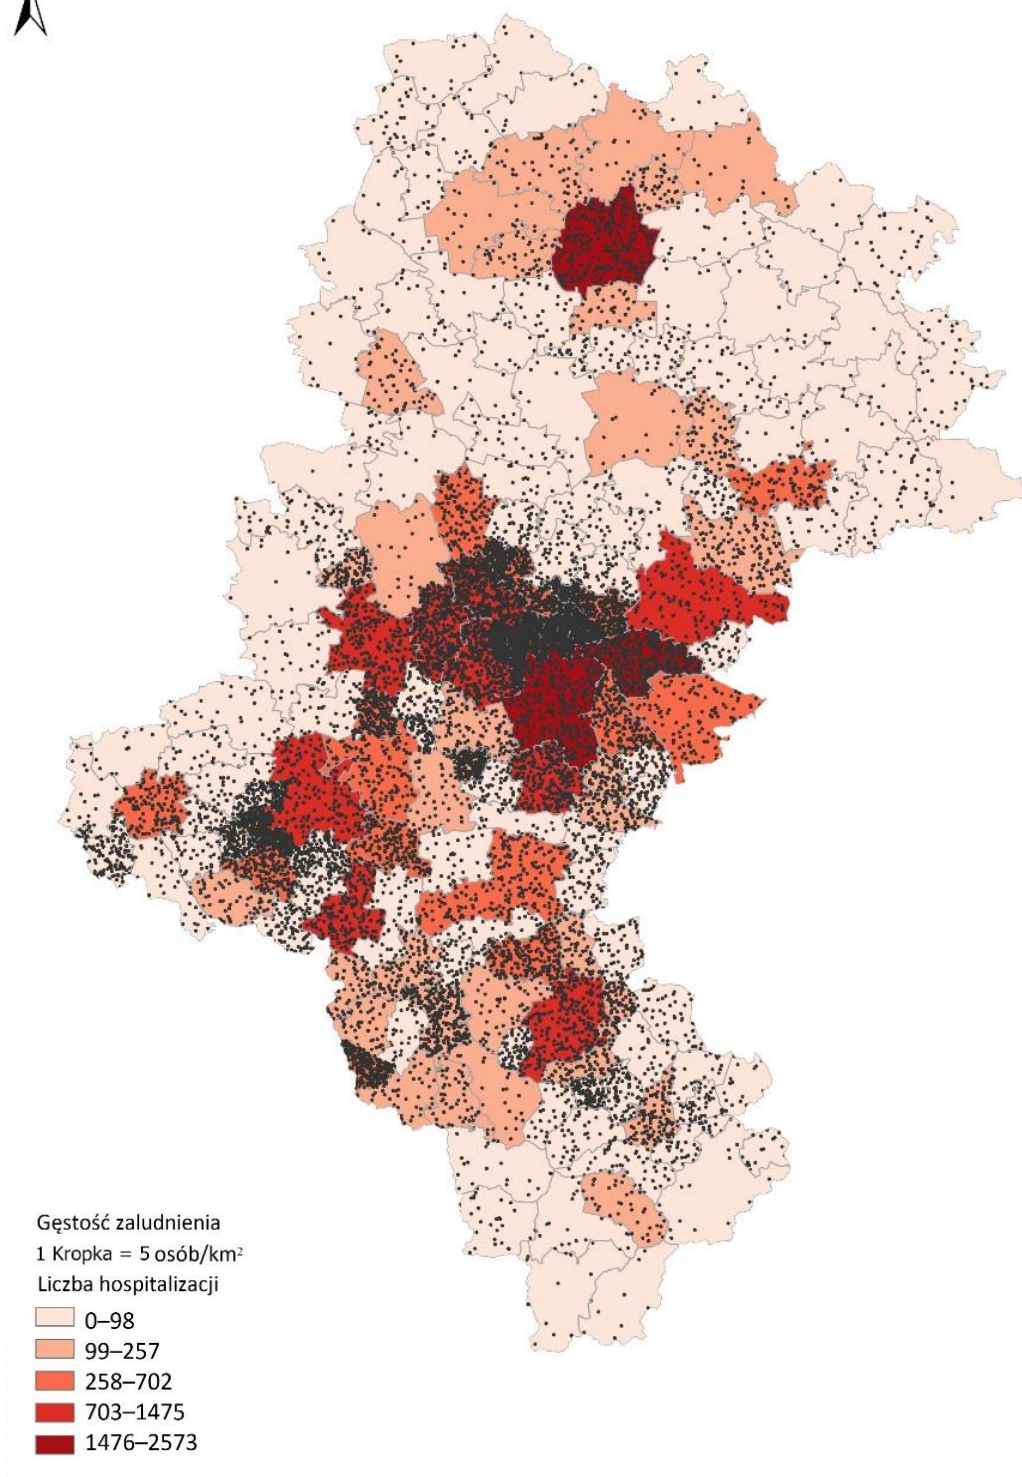 Gęstość zaludnienia
1 Kropka = 5 osób/km²
Liczba hospitalizacji
0–98
99–257
258–702
703–1475
1476–2573